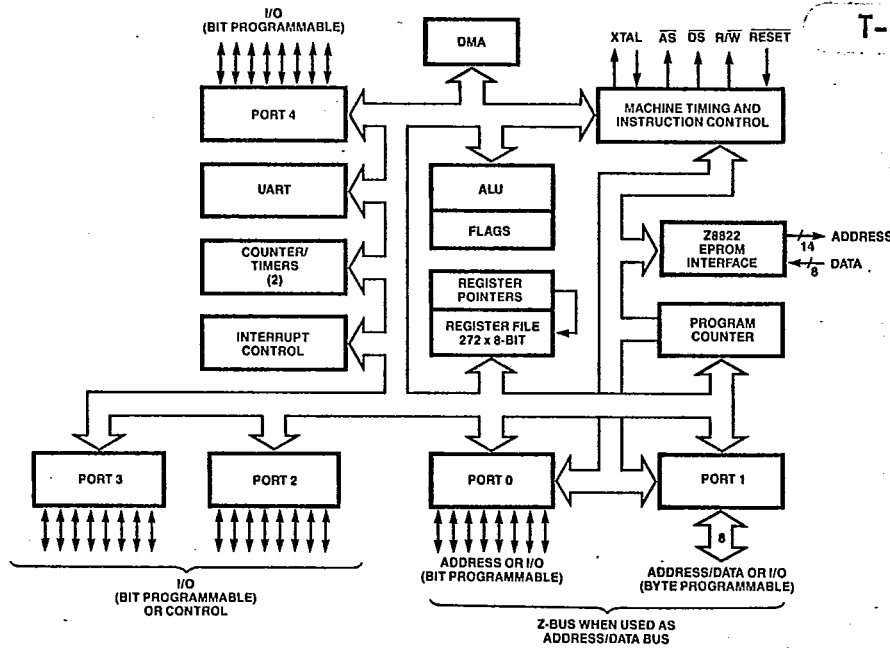 I/O
(BIT PROGRAMMABLE)
PORT 4
UART
COUNTER/
TIMERS
(2)
INTERRUPT
CONTROL
DMA
ALU
FLAGS
REGISTER
POINTERS
REGISTER FILE
272 x 8-BIT
T-
XTAL AS DS R/W RESET
MACHINE TIMING AND
INSTRUCTION CONTROL
Z8822
EPROM
INTERFACE
14
ADDRESS
8
DATA
PROGRAM
COUNTER
PORT 3
PORT 2
PORT 0
PORT 1
8
I/O
(BIT PROGRAMMABLE)
OR CONTROL
ADDRESS OR I/O
(BIT PROGRAMMABLE)
ADDRESS/DATA OR I/O
(BYTE PROGRAMMABLE)
Z-BUS WHEN USED AS
ADDRESS/DATA BUS